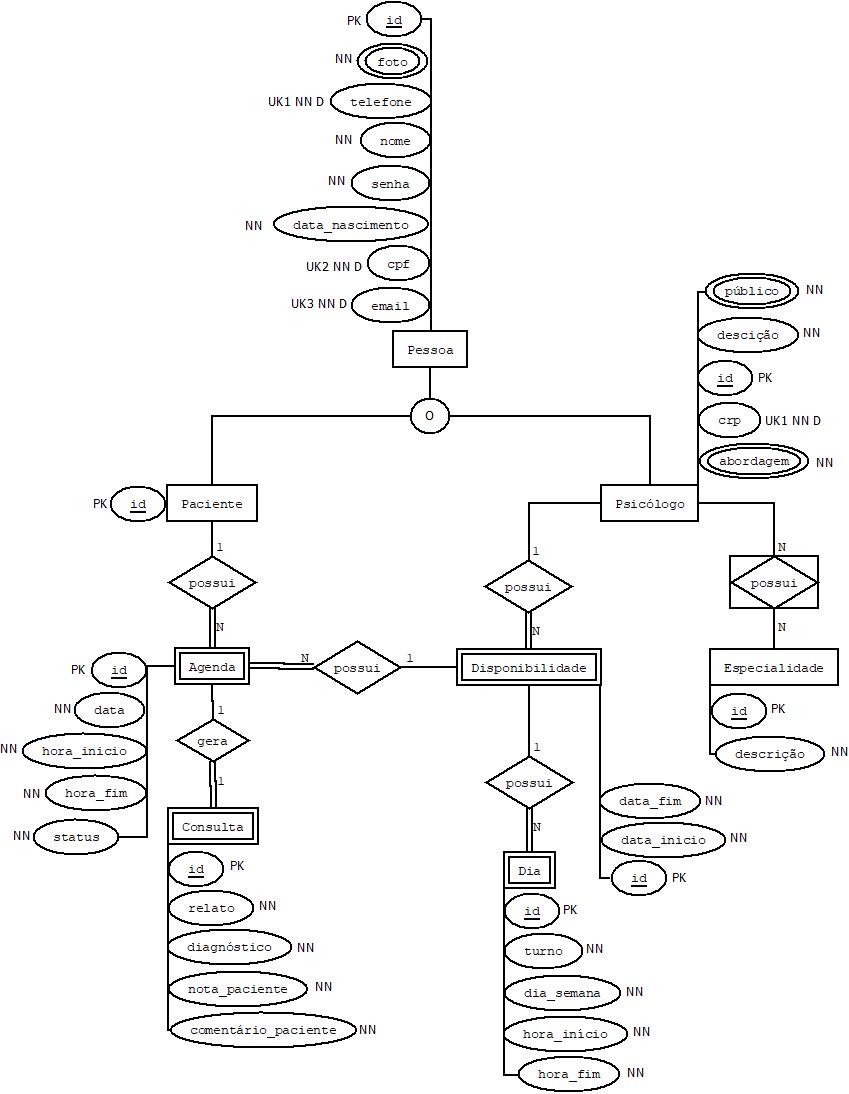 PK id
NN foto
UK1 NN D telefone
NN nome
NN senha
NN data_nascimento
UK2 NN D cpf
UK3 NN D email
Pessoa
O
público NN
descição NN
id PK
crp UK1 NN D
abordagem NN
PK id Paciente
Psicólogo
1
possui
N
1
possui
N
N
possui
N
PK id
NN data
NN hora_inicio
NN hora_fim
NN status
Agenda
N possui 1
Disponibilidade
Especialidade
id PK
descrição NN
1
gera
1
Consulta
id PK
relato NN
diagnóstico NN
nota_paciente NN
comentário_paciente NN
1
possui
N
data_fim NN
data_inicio NN
id PK
Dia
id PK
turno NN
dia_semana NN
hora_início NN
hora_fim NN